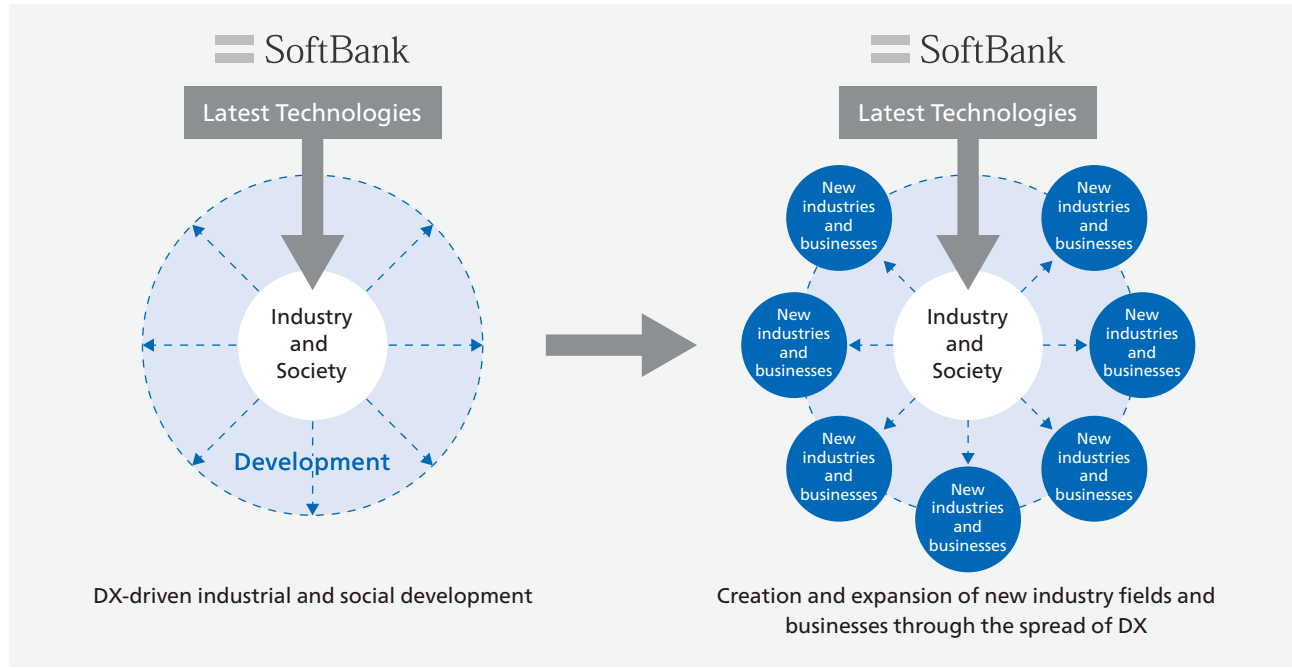 SoftBank
Latest Technologies
Industry
and
Society
Development
DX-driven industrial and social development
SoftBank
Latest Technologies
New
industries
and
businesses
New
industries
and
businesses
New
industries
and
businesses
Industry
and
Society
New
industries
and
businesses
New
industries
and
businesses
New
industries
and
businesses
New
industries
and
businesses
Creation and expansion of new industry fields and
businesses through the spread of DX